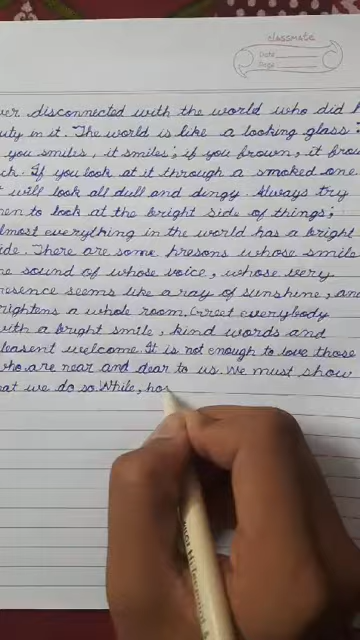 classmate
Date
Page
er disconnected with the world who did
uty in it. The world is like a looking glass:
you smiles, it smiles; if you frown, it frow
ck. If you look at it through a smoked one.
will look all dull and dingy. Always try
hen to look at the bright side of things;
lmost everything in the world has a bright
ide. There are some presons whose smile
he sound of whose voice, whose very
resence seems like a ray of sunshine, and
rightens a whole room. Greet everybody
with a bright smile, kind words and
leasent welcome. It is not enough to love those
who are near and dear to us. We must show
hat we do so. While, ho